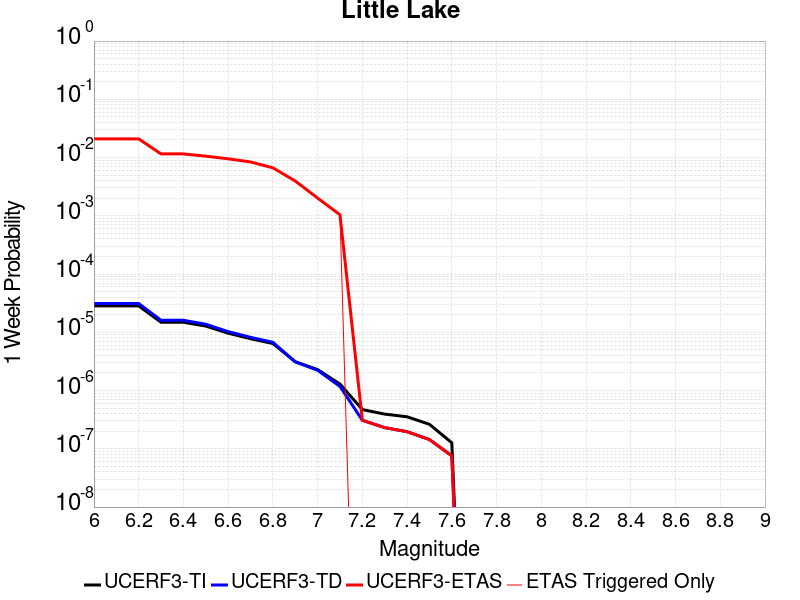 Little Lake
10^0
10^-1
10^-2
10^-3
10^-4
10^-5
10^-6
10^-7
10^-8
1 Week Probability
6 6.2 6.4 6.6 6.8 7 7.2 7.4 7.6 7.8 8 8.2 8.4 8.6 8.8 9
Magnitude
UCERF3-TI UCERF3-TD UCERF3-ETAS ETAS Triggered Only